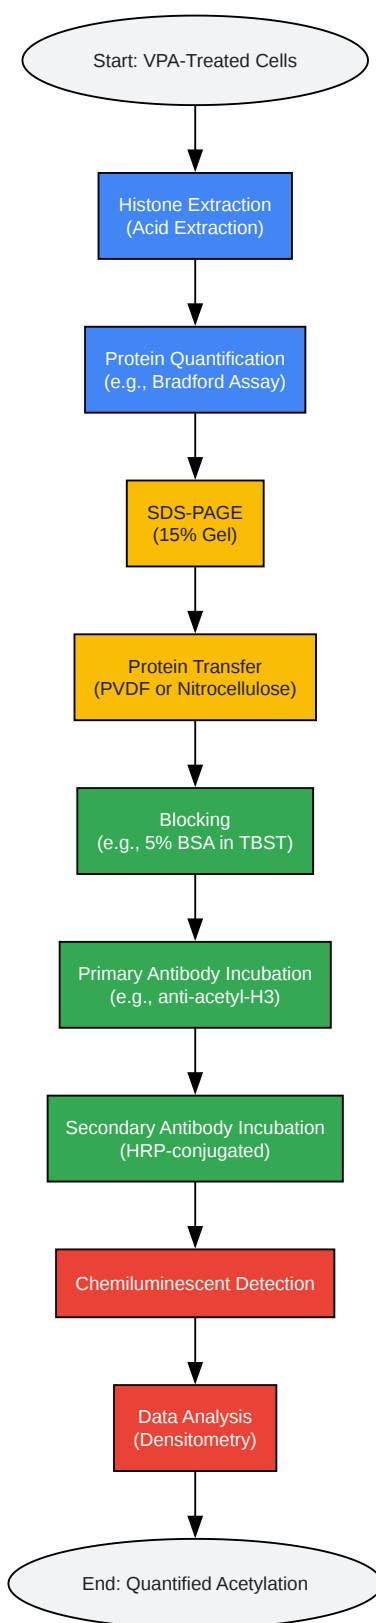 Start: VPA-Treated Cells
Histone Extraction
(Acid Extraction)
Protein Quantification
(e.g., Bradford Assay)
SDS-PAGE
(15% Gel)
Protein Transfer
(PVDF or Nitrocellulose)
Blocking
(e.g., 5% BSA in TBST)
Primary Antibody Incubation
(e.g., anti-acetyl-H3)
Secondary Antibody Incubation
(HRP-conjugated)
Chemiluminescent Detection
Data Analysis
(Densitometry)
End: Quantified Acetylation